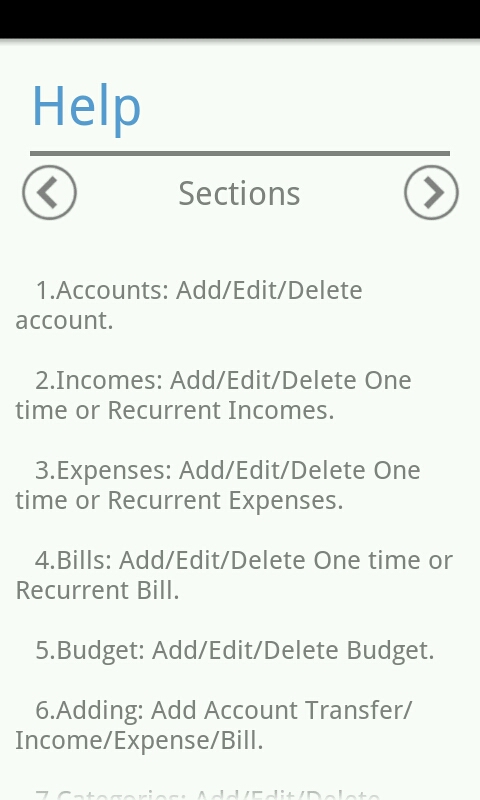 Help
Sections
1.Accounts: Add/Edit/Delete
account.
2.Incomes: Add/Edit/Delete One
time or Recurrent Incomes.
3.Expenses: Add/Edit/Delete One
time or Recurrent Expenses.
4.Bills: Add/Edit/Delete One time or
Recurrent Bill.
5.Budget: Add/Edit/Delete Budget.
6.Adding: Add Account Transfer/
Income/Expense/Bill.
7.Categories: Add/Edit/Delete